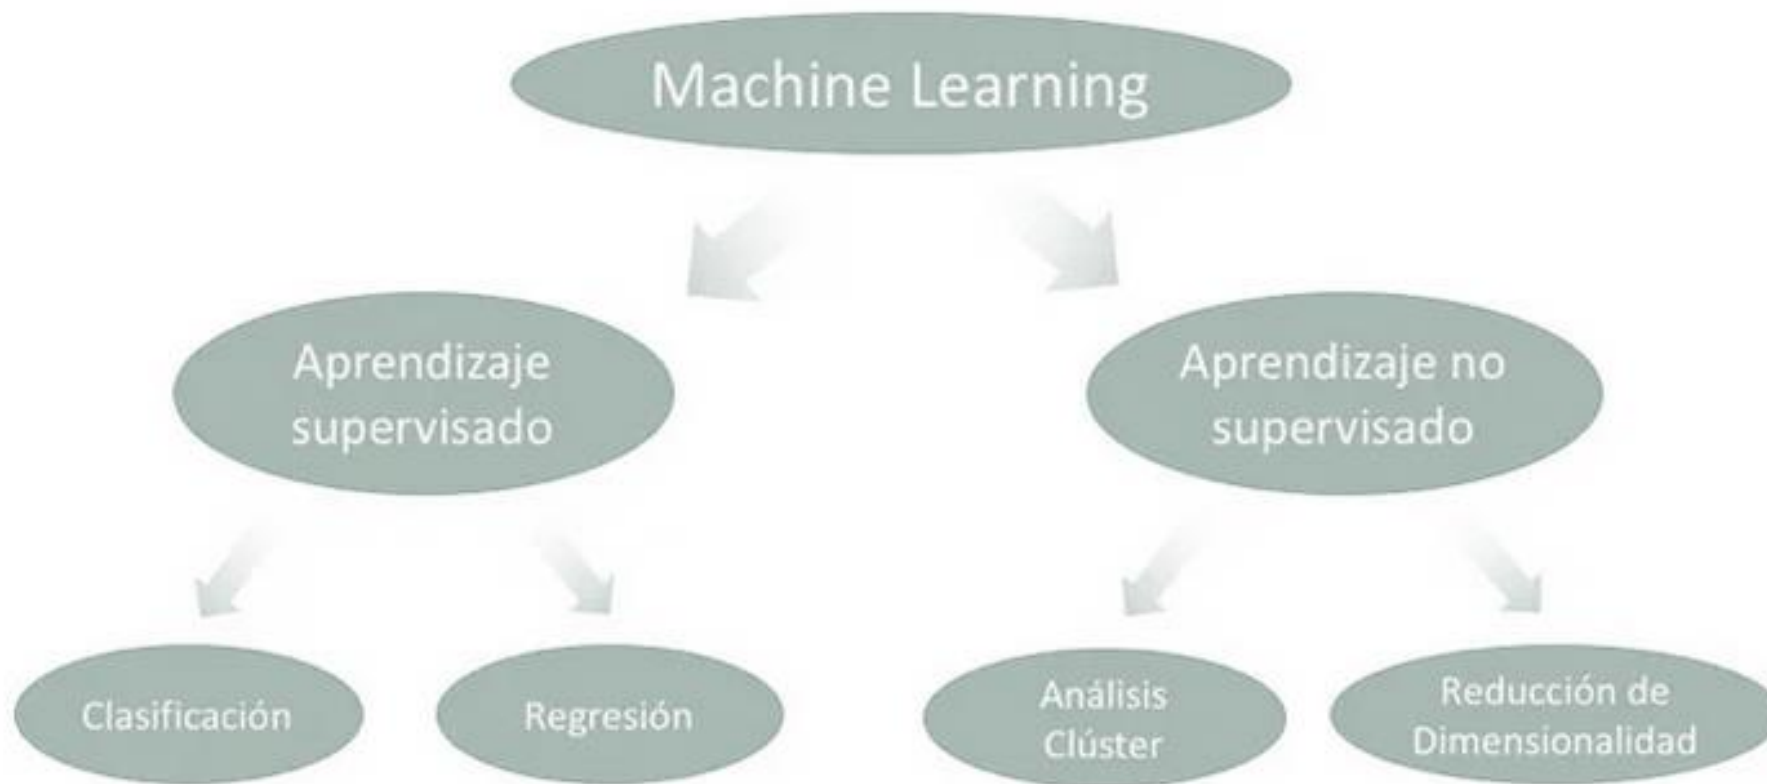 Machine Learning
Aprendizaje
supervisado
Aprendizaje no
supervisado
Clasificación
Regresión
Análisis
Clúster
Reducción de
Dimensionalidad